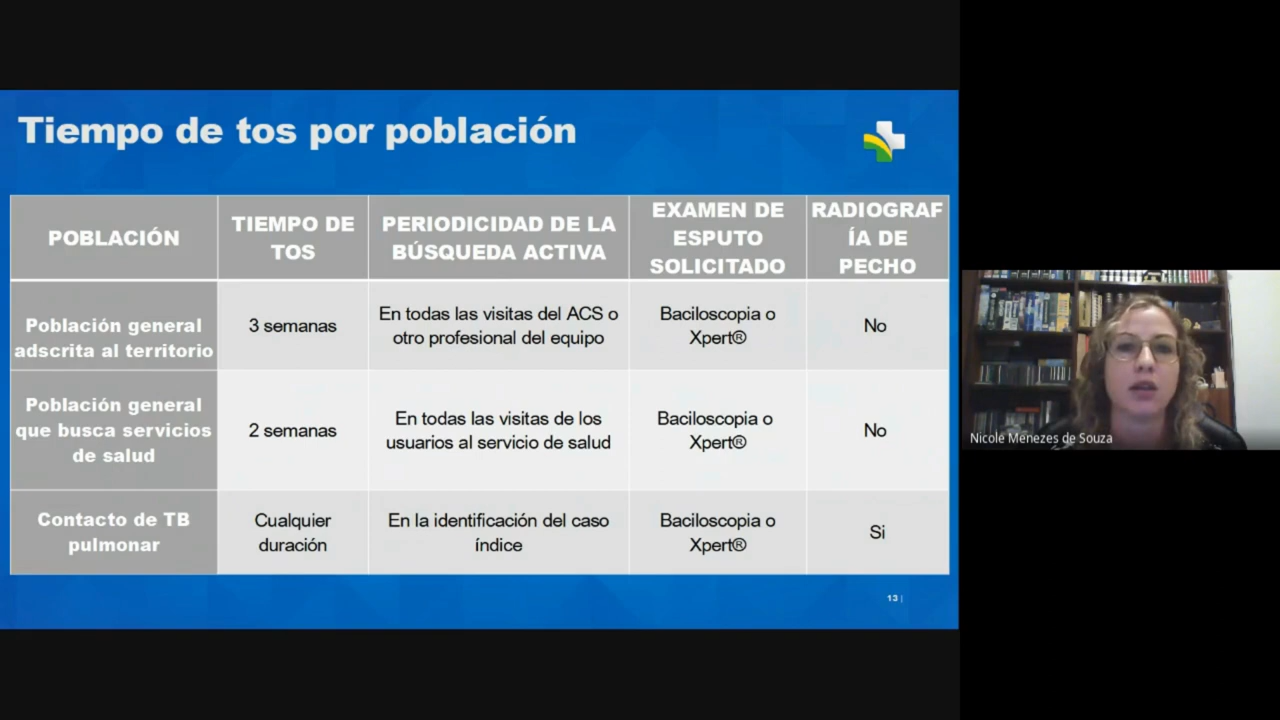 Tiempo de tos por población
POBLACIÓN
TIEMPO DE
TOS
PERIODICIDAD DE LA
BÚSQUEDA ACTIVA
EXAMEN DE
ESPUTO
SOLICITADO
RADIOGRAF
ÍA DE
PECHO
Población general
adscrita al territorio
3 semanas
En todas las visitas del ACS o
otro profesional del equipo
Baciloscopia o
Xpert®
No
Población general
que busca servicios
de salud
2 semanas
En todas las visitas de los
usuarios al servicio de salud
Baciloscopia o
Xpert®
No
Contacto de TB
pulmonar
Cualquier
duración
En la identificación del caso
índice
Baciloscopia o
Xpert®
Si
13 |
Nicole Menezes de Souza